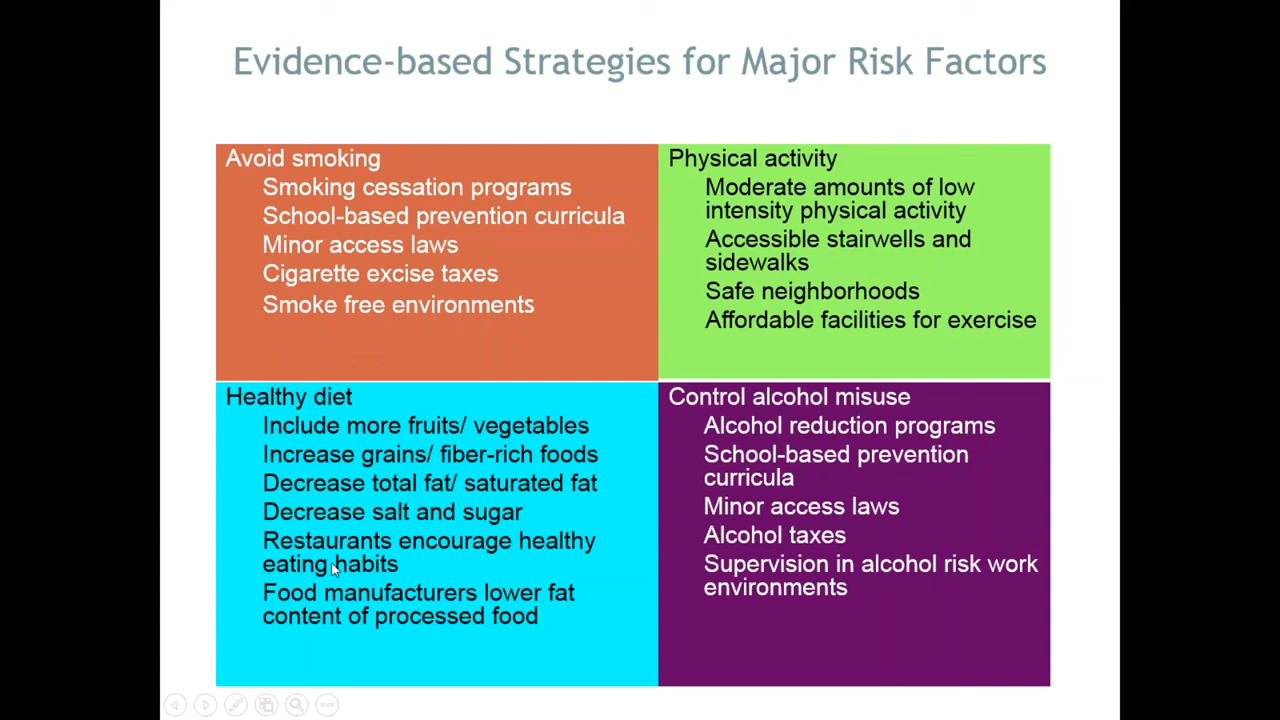 Evidence-based Strategies for Major Risk Factors
Avoid smoking
Smoking cessation programs
School-based prevention curricula
Minor access laws
Cigarette excise taxes
Smoke free environments
Physical activity
Moderate amounts of low
intensity physical activity
Accessible stairwells and
sidewalks
Safe neighborhoods
Affordable facilities for exercise
Healthy diet
Include more fruits/ vegetables
Increase grains/ fiber-rich foods
Decrease total fat/ saturated fat
Decrease salt and sugar
Restaurants encourage healthy
eating habits
Food manufacturers lower fat
content of processed food
Control alcohol misuse
Alcohol reduction programs
School-based prevention
curricula
Minor access laws
Alcohol taxes
Supervision in alcohol risk work
environments